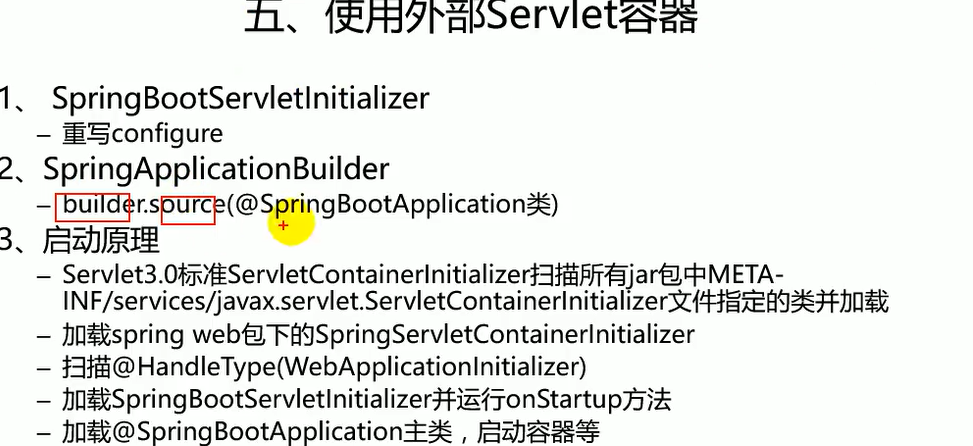 五、使用外部Servlet容器
1、 SpringBootServletInitializer
– 重写configure
2、SpringApplicationBuilder
– builder.source(@SpringBootApplication类)
3、启动原理
– Servlet3.0标准ServletContainerInitializer扫描所有jar包中META-
INF/services/javax.servlet.ServletContainerInitializer文件指定的类并加载
– 加载spring web包下的SpringServletContainerInitializer
– 扫描@HandleType(WebApplicationInitializer)
– 加载SpringBootServletInitializer并运行onStartup方法
– 加载@SpringBootApplication主类，启动容器等